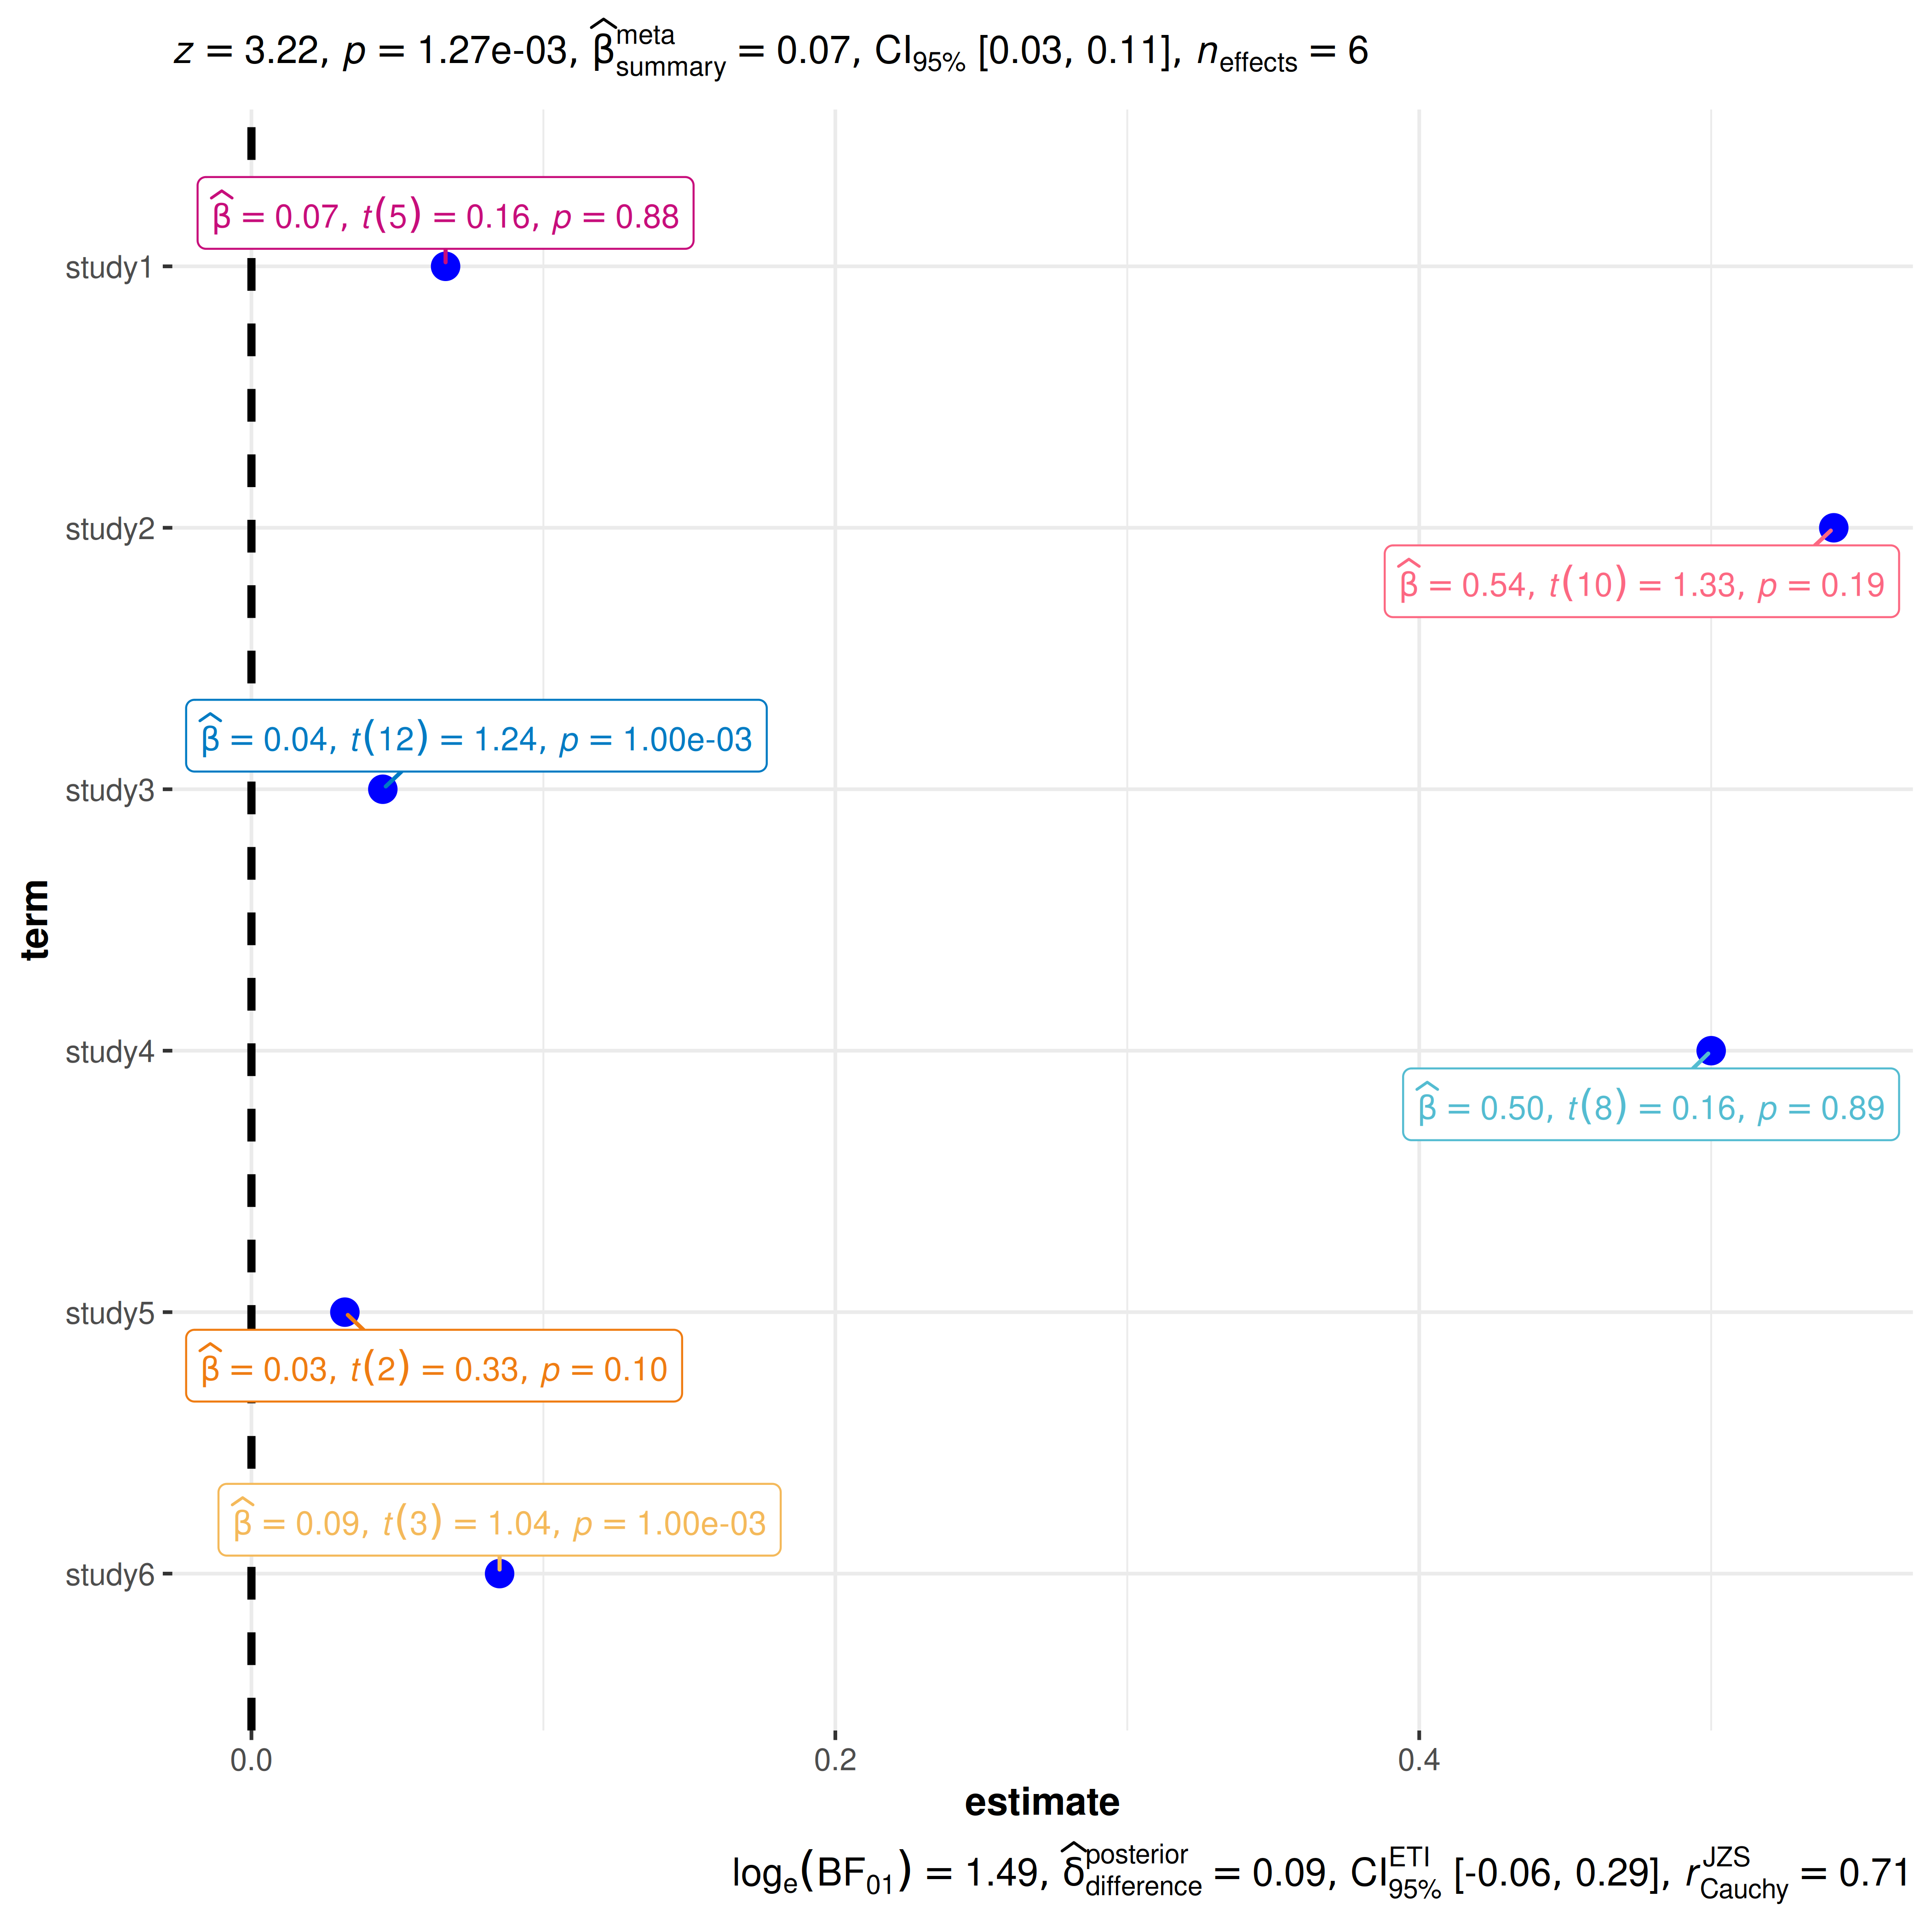 z = 3.22, p = 1.27e-03, β̂ meta summary = 0.07, CI95% [0.03, 0.11], neffects = 6
β̂ = 0.07, t(5) = 0.16, p = 0.88
study1
study2
β̂ = 0.54, t(10) = 1.33, p = 0.19
β̂ = 0.04, t(12) = 1.24, p = 1.00e-03
study3
term
study4
β̂ = 0.50, t(8) = 0.16, p = 0.89
study5
β̂ = 0.03, t(2) = 0.33, p = 0.10
β̂ = 0.09, t(3) = 1.04, p = 1.00e-03
study6
0.0 0.2 0.4
estimate
loge(BF01) = 1.49, δ̂ posterior difference = 0.09, CI ETI 95% [-0.06, 0.29], r JZS Cauchy = 0.71